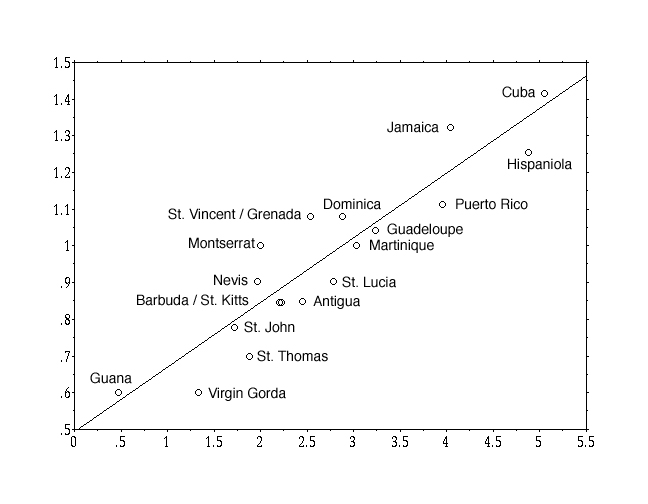 1.5
1.4
Cuba
1.3
Jamaica
1.2
Hispaniola
1.1
St. Vincent / Grenada
Dominica
Puerto Rico
1
Montserrat
Guadeloupe
Martinique
.9
Nevis
St. Lucia
Barbuda / St. Kitts
Antigua
.8
St. John
.7
St. Thomas
Guana
.6
Virgin Gorda
.5
0 .5 1 1.5 2 2.5 3 3.5 4 4.5 5 5.5